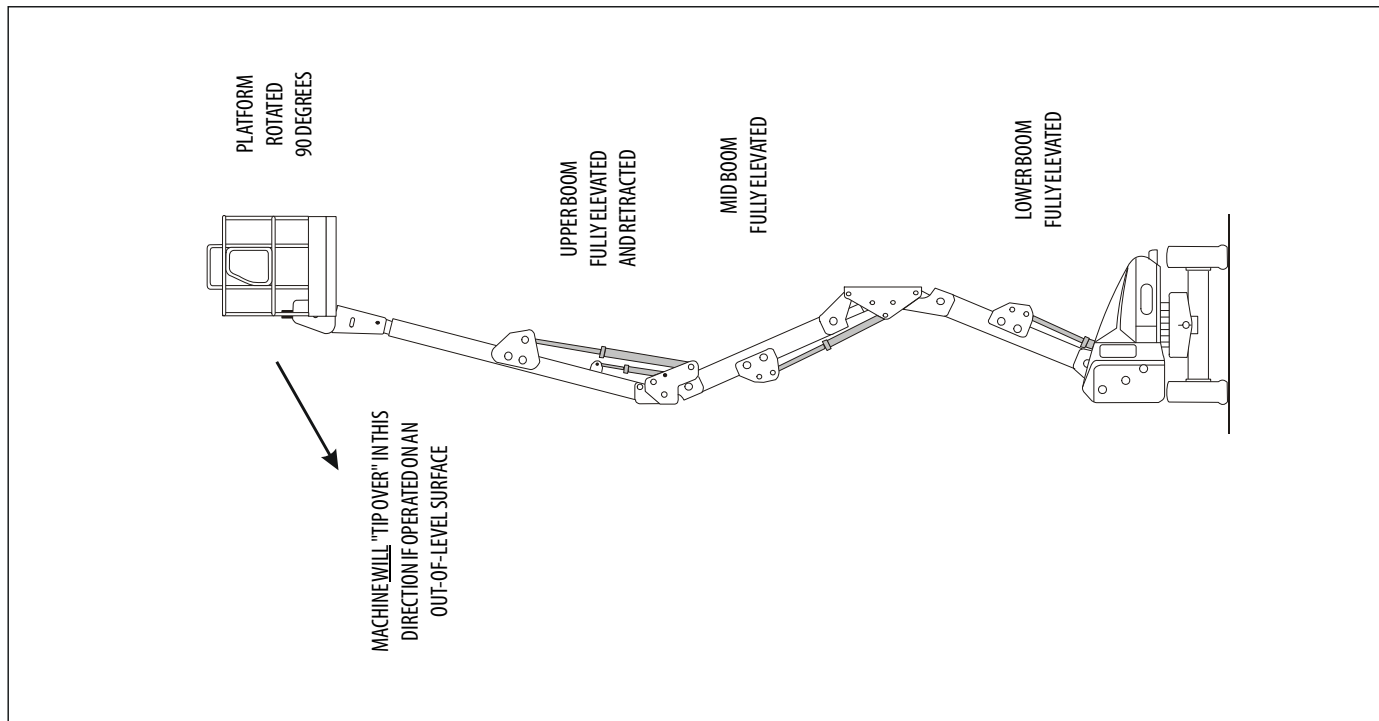 PLATFORM
ROTATED
90 DEGREES
UPPER BOOM
FULLY ELEVATED
AND RETRACTED
MID BOOM
FULLY ELEVATED
LOWER BOOM
FULLY ELEVATED
MACHINE WILL "TIP OVER" IN THIS
DIRECTION IF OPERATED ON AN
OUT-OF-LEVEL SURFACE